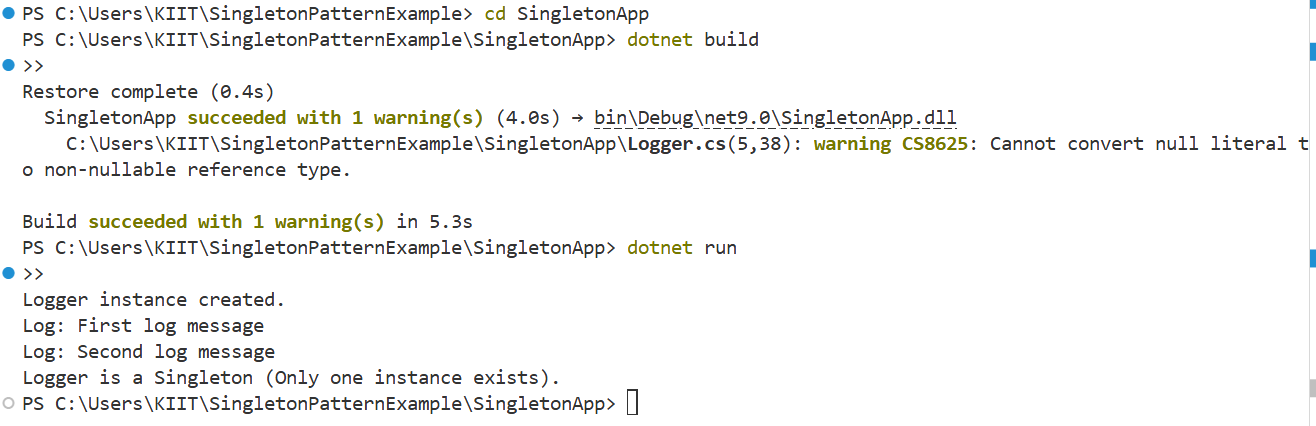 PS C:\Users\KIIT\SingletonPatternExample> cd SingletonApp
PS C:\Users\KIIT\SingletonPatternExample\SingletonApp> dotnet build
>>
Restore complete (0.4s)
  SingletonApp succeeded with 1 warning(s) (4.0s) → bin\Debug\net9.0\SingletonApp.dll
    C:\Users\KIIT\SingletonPatternExample\SingletonApp\Logger.cs(5,38): warning CS8625: Cannot convert null literal t
o non-nullable reference type.

Build succeeded with 1 warning(s) in 5.3s
PS C:\Users\KIIT\SingletonPatternExample\SingletonApp> dotnet run
>>
Logger instance created.
Log: First log message
Log: Second log message
Logger is a Singleton (Only one instance exists).
PS C:\Users\KIIT\SingletonPatternExample\SingletonApp>